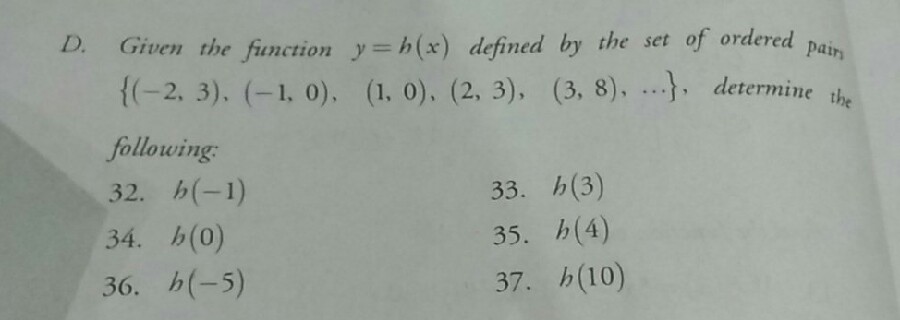 D. Given the function y = h(x) defined by the set of ordered pairs
{(−2, 3), (−1, 0), (1, 0), (2, 3), (3, 8), ...}, determine the
following:
32. h(−1) 33. h(3)
34. h(0) 35. h(4)
36. h(−5) 37. h(10)